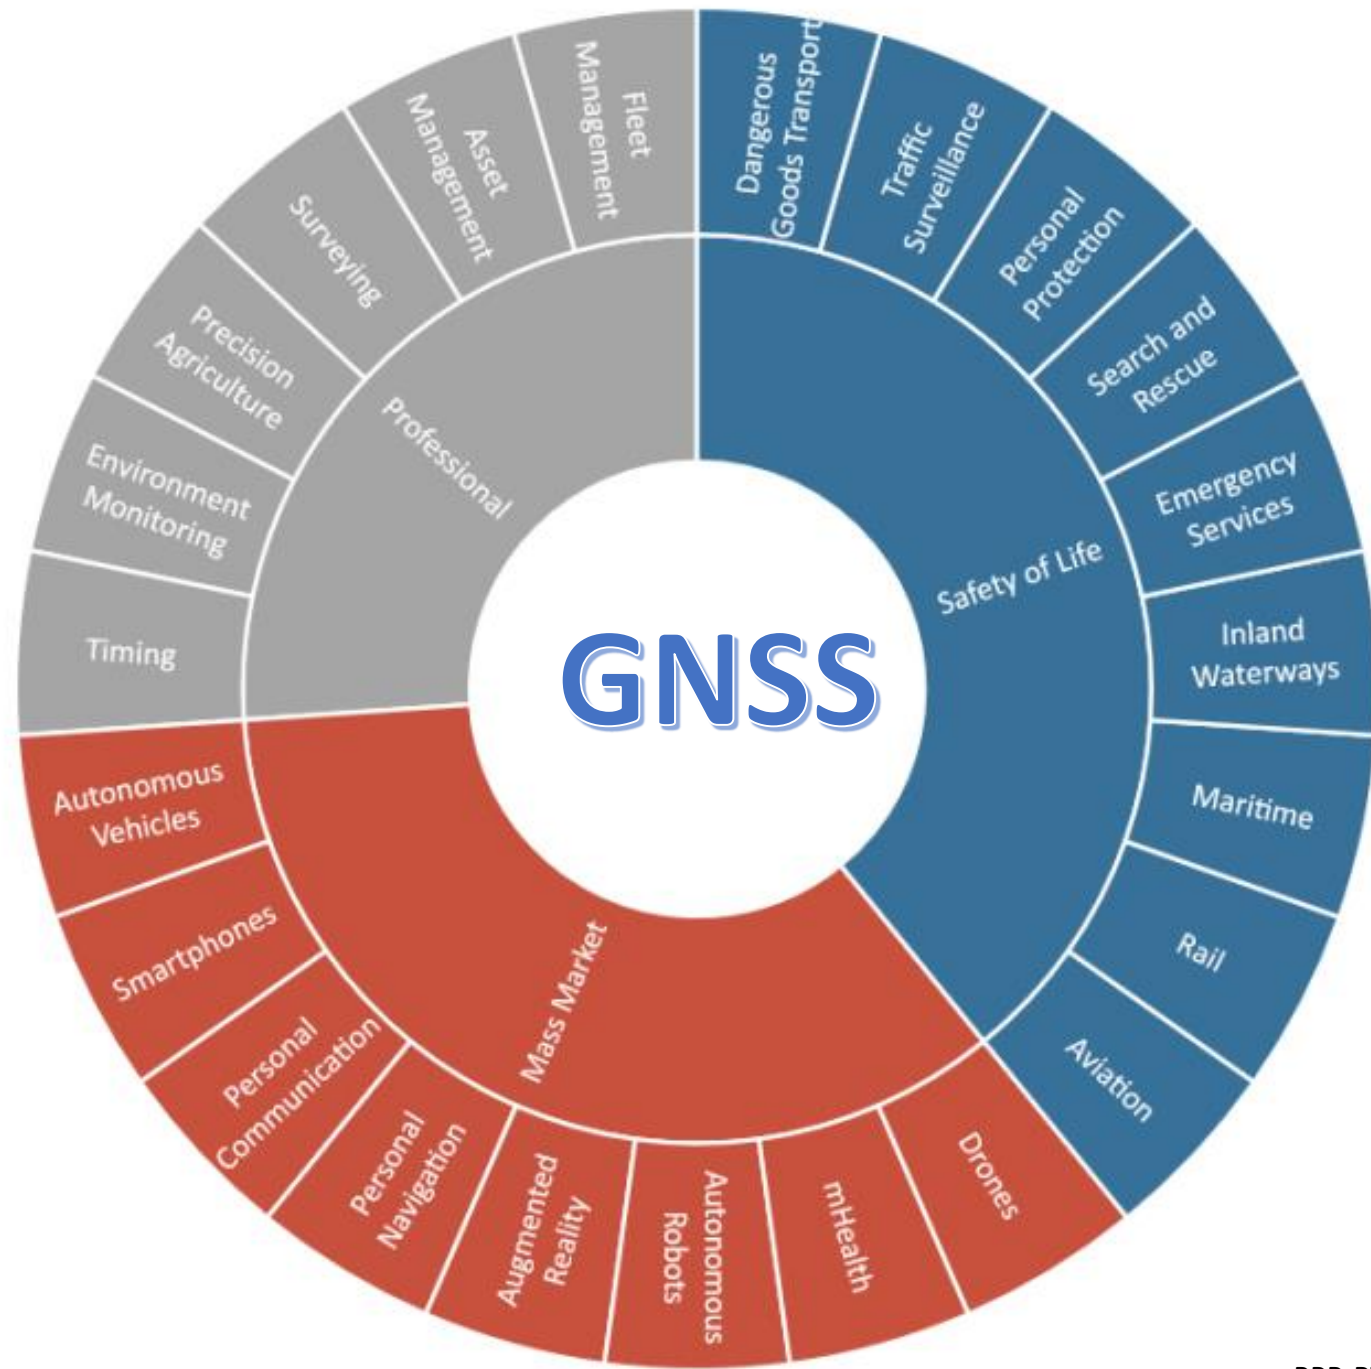 GNSS
Safety of Life
Dangerous
Goods Transport
Traffic
Surveillance
Personal
Protection
Search and
Rescue
Emergency
Services
Inland
Waterways
Maritime
Rail
Aviation
Mass Market
Drones
mHealth
Autonomous
Robots
Augmented
Reality
Personal
Navigation
Personal
Communication
Smartphones
Autonomous
Vehicles
Professional
Timing
Environment
Monitoring
Precision
Agriculture
Surveying
Asset
Management
Fleet
Management